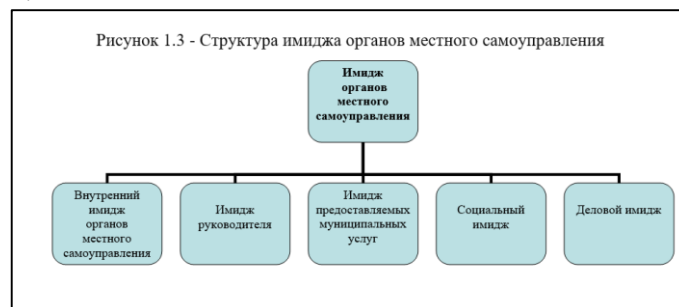 Рисунок 1.3 - Структура имиджа органов местного самоуправления
Имидж
органов
местного
самоуправления
Внутренний
имидж
органов
местного
самоуправления
Имидж
руководителя
Имидж
предоставляемых
муниципальных
услуг
Социальный
имидж
Деловой имидж